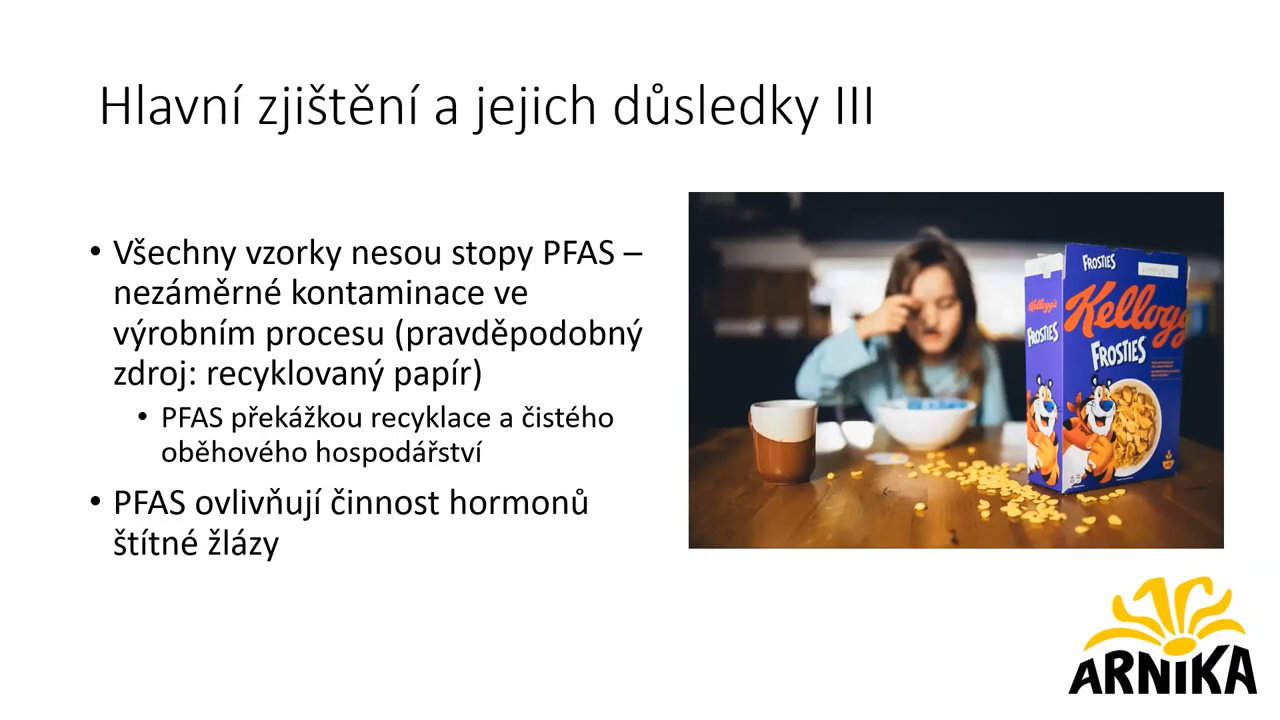 Hlavní zjištění a jejich důsledky III
• Všechny vzorky nesou stopy PFAS –
nezáměrné kontaminace ve
výrobním procesu (pravděpodobný
zdroj: recyklovaný papír)
• PFAS překážkou recyklace a čistého
oběhového hospodářství
• PFAS ovlivňují činnost hormonů
štítné žlázy
FROSTIES
Kellogg's
FROSTIES
Kellogg
FROSTIES
ARNIKA